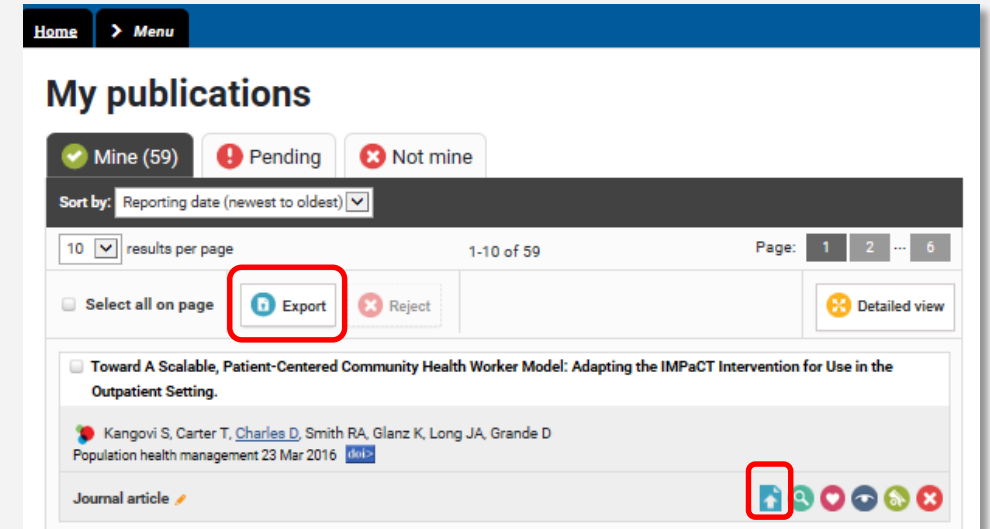 Home > Menu
My publications
Mine (59) Pending Not mine
Sort by: Reporting date (newest to oldest)
10 results per page 1-10 of 59 Page: 1 2 ... 6
Select all on page Export Reject Detailed view
Toward A Scalable, Patient-Centered Community Health Worker Model: Adapting the IMPaCT Intervention for Use in the
Outpatient Setting.
Kangovi S, Carter T, Charles D, Smith RA, Glanz K, Long JA, Grande D
Population health management 23 Mar 2016 doi>
Journal article